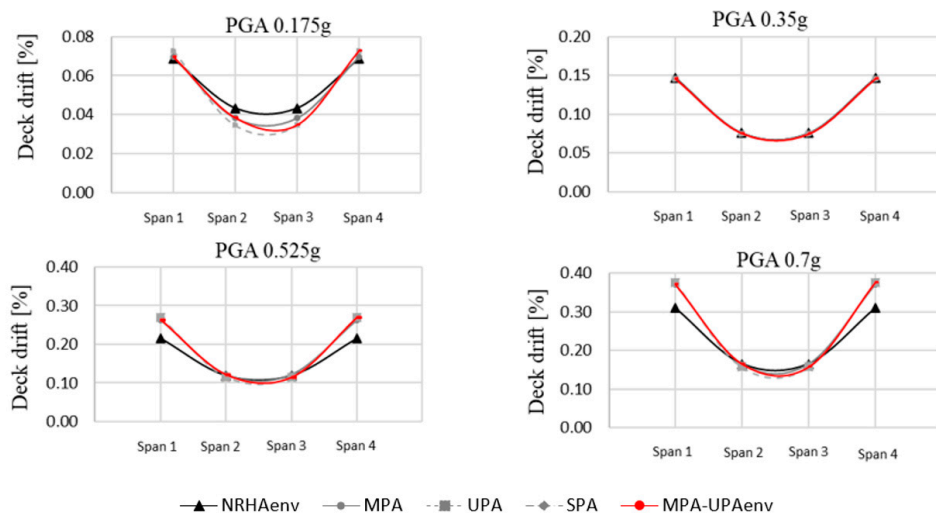 PGA 0.175g
Deck drift [%]
0.08
0.06
0.04
0.02
0.00
Span 1 Span 2 Span 3 Span 4
PGA 0.35g
Deck drift [%]
0.20
0.15
0.10
0.05
0.00
Span 1 Span 2 Span 3 Span 4
PGA 0.525g
Deck drift [%]
0.40
0.30
0.20
0.10
0.00
Span 1 Span 2 Span 3 Span 4
PGA 0.7g
Deck drift [%]
0.40
0.30
0.20
0.10
0.00
Span 1 Span 2 Span 3 Span 4
NRHAenv MPA UPA SPA MPA-UPAenv